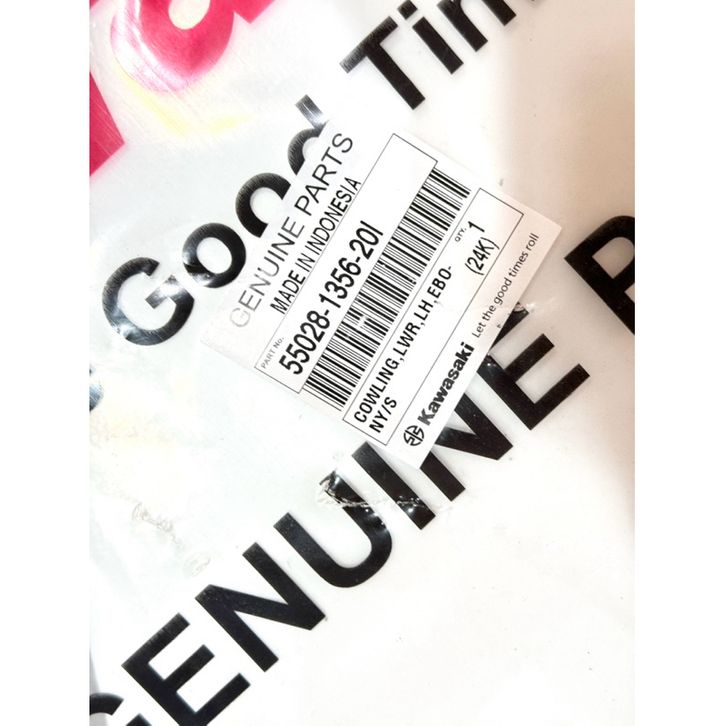 Good Tim
GENUINE PARTS
MADE IN INDONESIA
PART No.
55028-1356-20I
COWLING,LWR,LH,EBO-
NY/S
QTY. 1
(24K)
Kawasaki Let the good times roll
GENUINE P